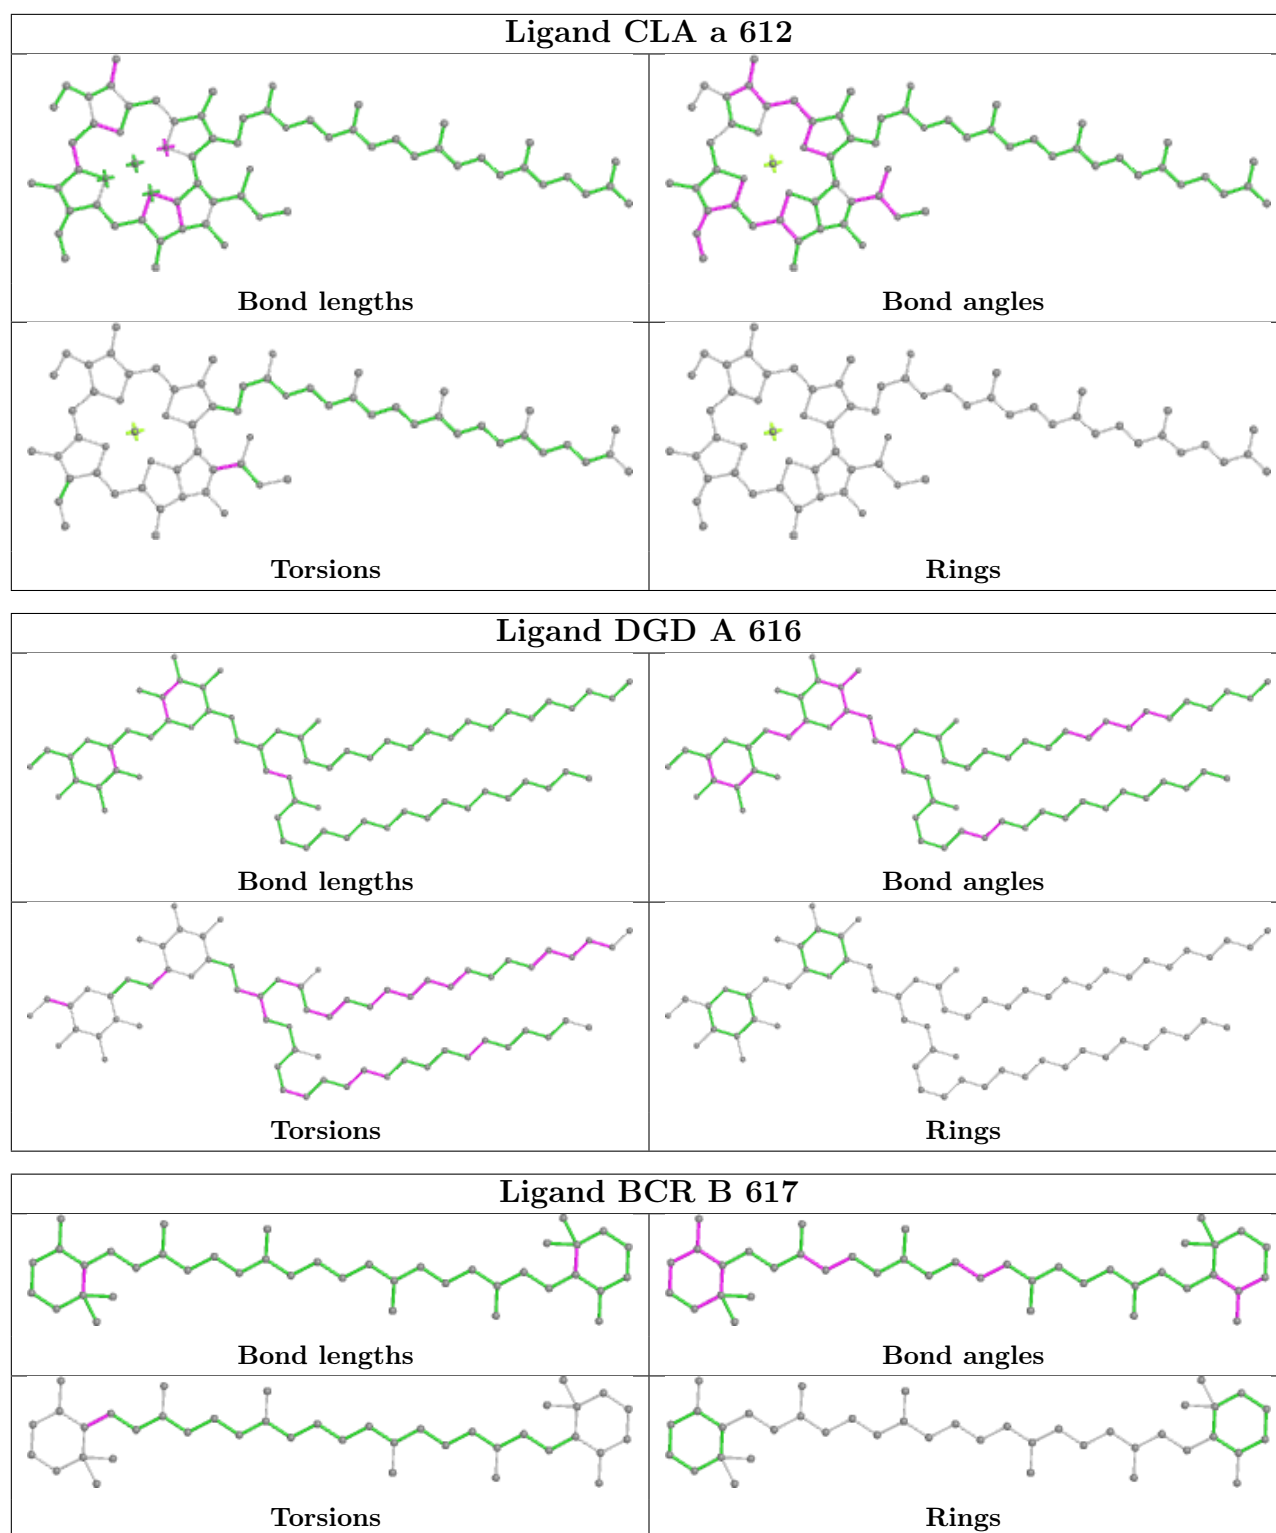 Ligand CLA a 612
Bond lengths
Bond angles
Torsions
Rings
Ligand DGD A 616
Bond lengths
Bond angles
Torsions
Rings
Ligand BCR B 617
Bond lengths
Bond angles
Torsions
Rings